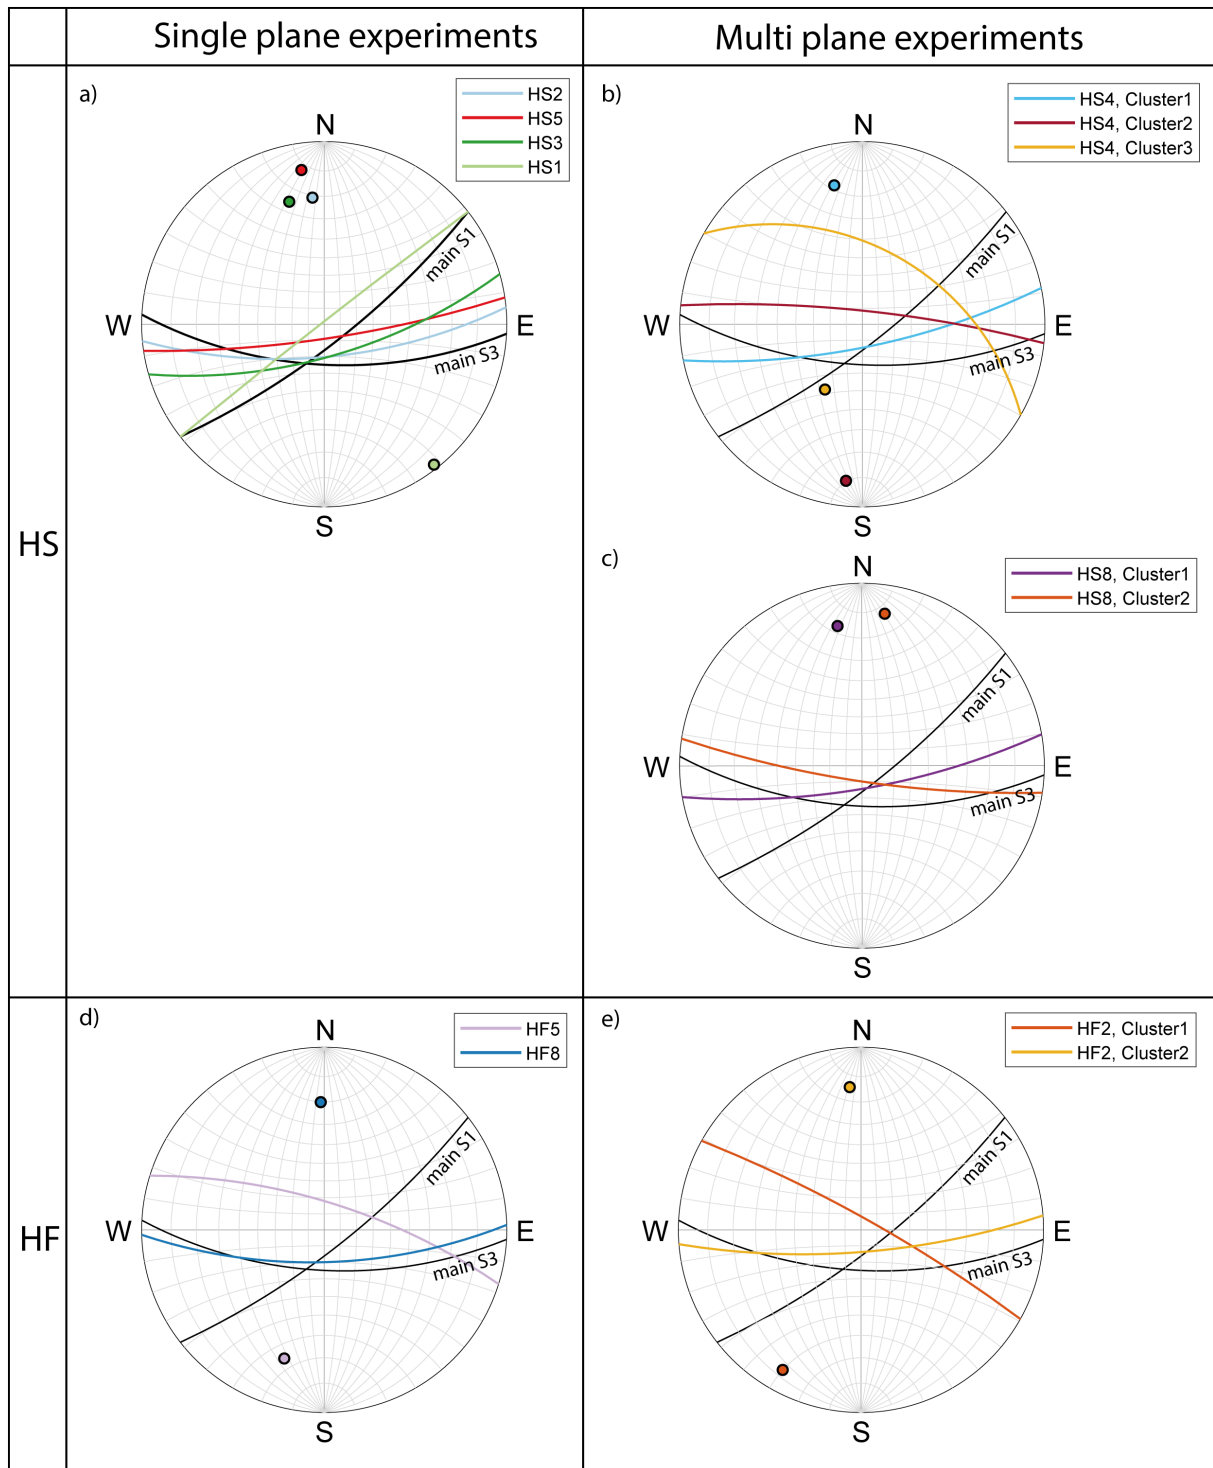 Single plane experiments
Multi plane experiments
HS
a)
HS2
HS5
HS3
HS1
N
W
E
S
main S1
main S3
b)
HS4, Cluster1
HS4, Cluster2
HS4, Cluster3
N
W
E
S
main S1
main S3
c)
HS8, Cluster1
HS8, Cluster2
N
W
E
S
main S1
main S3
HF
d)
HF5
HF8
N
W
E
S
main S1
main S3
e)
HF2, Cluster1
HF2, Cluster2
N
W
E
S
main S1
main S3